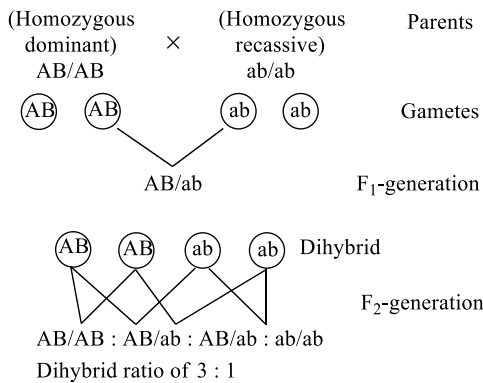 (Homozygous dominant) × (Homozygous recassive) Parents
AB/AB ab/ab
AB AB ab ab Gametes
AB/ab F₁-generation
AB AB ab ab Dihybrid
F₂-generation
AB/AB : AB/ab : AB/ab : ab/ab
Dihybrid ratio of 3 : 1